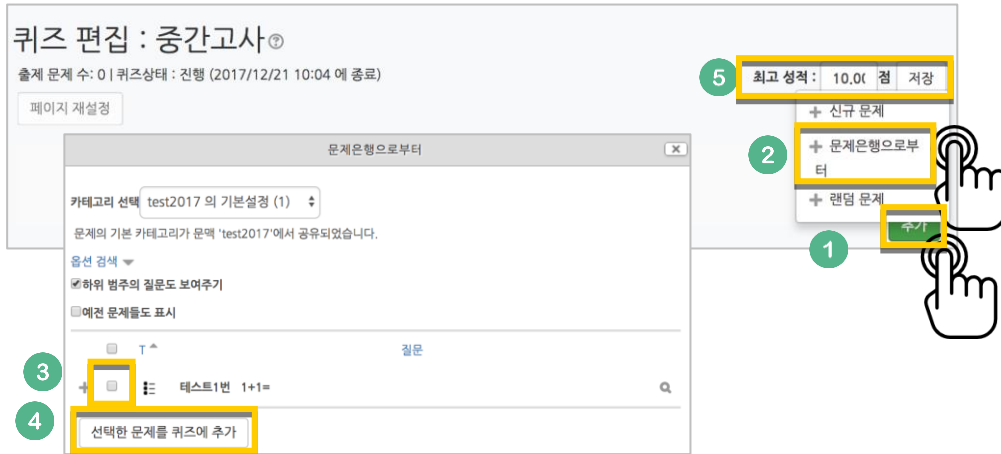 퀴즈 편집 : 중간고사
출제 문제 수: 0 | 퀴즈상태 : 진행 (2017/12/21 10:04 에 종료)
페이지 재설정
5
최고 성적 : 10.00 점 저장
+ 신규 문제
2
+ 문제은행으로부
터
+ 랜덤 문제
추가
1
문제은행으로부터
x
카테고리 선택 test2017 의 기본설정 (1)
문제의 기본 카테고리가 문맥 'test2017'에서 공유되었습니다.
옵션 검색
하위 범주의 질문도 보여주기
예전 문제들도 표시
T 질문
3
+ 테스트1번 1+1=
4
선택한 문제를 퀴즈에 추가